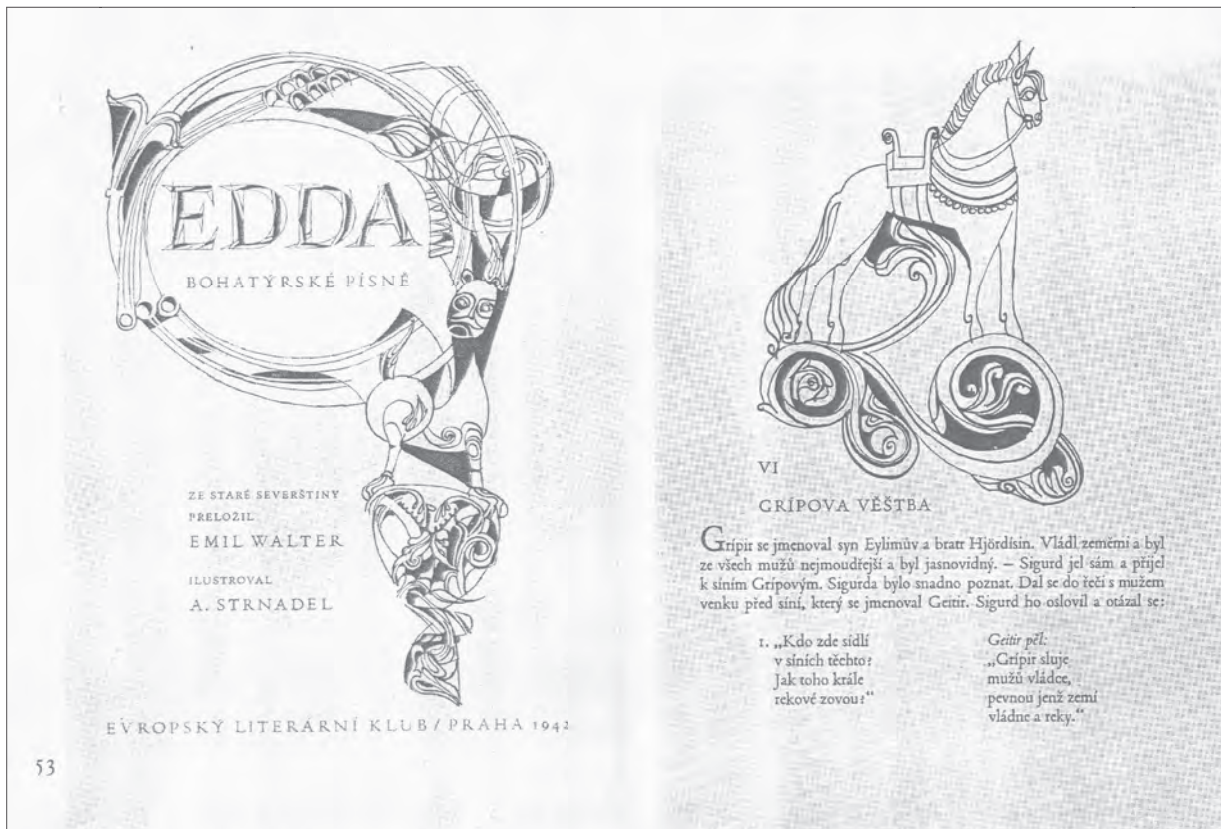 EDDA
BOHATÝRSKÉ PÍSNĚ
ZE STARÉ SEVERŠTINY
PŘELOŽIL
EMIL WALTER
ILUSTROVAL
A. STRNADEL
EVROPSKÝ LITERÁRNÍ KLUB / PRAHA 1942
53
VI
GRÍPOVA VĚŠTBA
Grípir se jmenoval syn Eylimův a bratr Hjördísin. Vládl zeměmi a byl
ze všech mužů nejmoudřejší a byl jasnovidný. — Sigurd jel sám a přijel
k síním Grípovým. Sigurda bylo snadno poznat. Dal se do řeči s mužem
venku před síní, který se jmenoval Geitir. Sigurd ho oslovil a otázal se:
1. „Kdo zde sídlí
v síních těchto?
Jak toho krále
rekové zovou?“
Geitir pěl:
„Grípir sluje
mužů vládce,
pevnou jenž zemí
vládne a reky.“